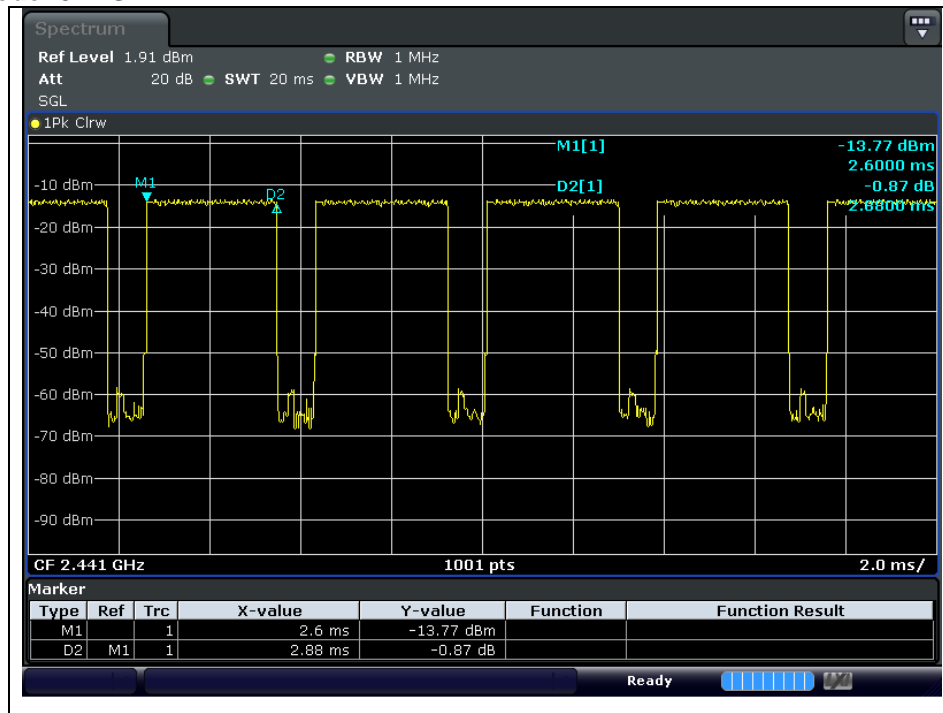 Spectrum
Ref Level 1.91 dBm RBW 1 MHz
Att 20 dB SWT 20 ms VBW 1 MHz
SGL
1Pk Clrw
M1[1] -13.77 dBm
2.6000 ms
-10 dBm M1 D2 D2[1] -0.87 dB
2.8800 ms
-20 dBm
-30 dBm
-40 dBm
-50 dBm
-60 dBm
-70 dBm
-80 dBm
-90 dBm
CF 2.441 GHz 1001 pts 2.0 ms/
Marker
Type Ref Trc X-value Y-value Function Function Result
M1 1 2.6 ms -13.77 dBm
D2 M1 1 2.88 ms -0.87 dB
Ready